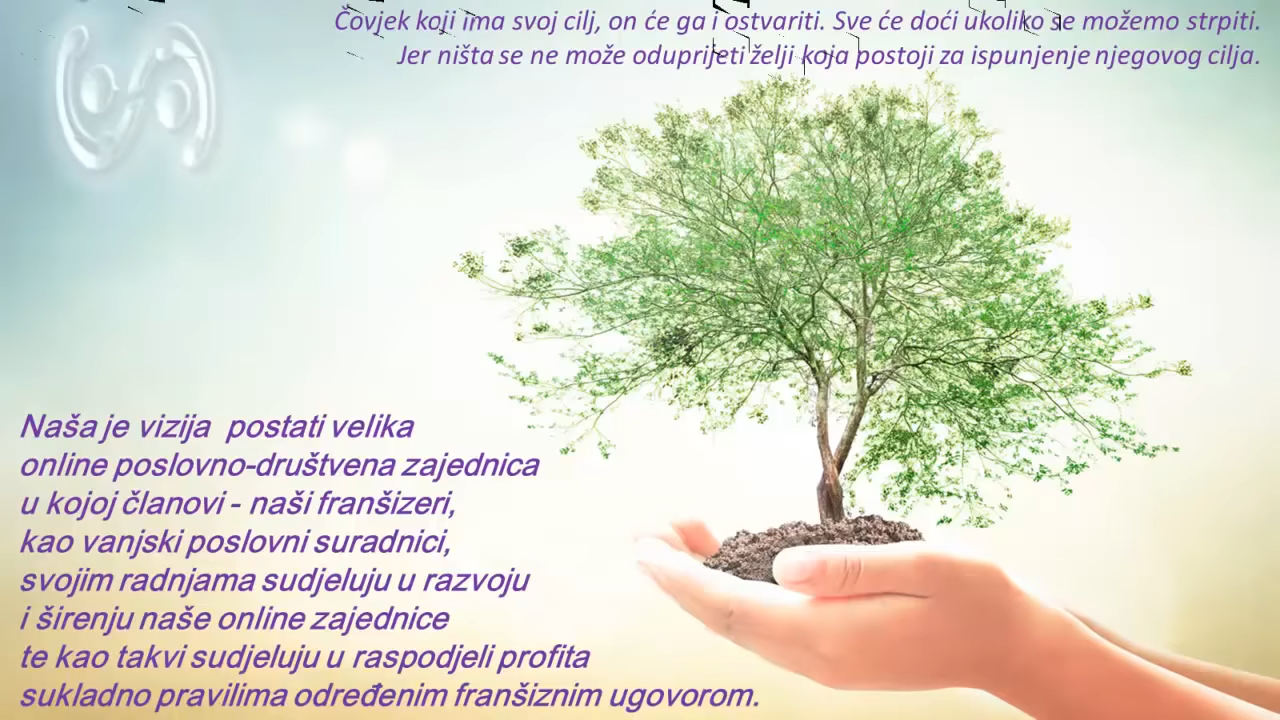 Čovjek koji ima svoj cilj, on će ga i ostvariti. Sve će doći ukoliko se možemo strpiti.
Jer ništa se ne može oduprijeti želji koja postoji za ispunjenje njegovog cilja.
Naša je vizija postati velika
online poslovno-društvena zajednica
u kojoj članovi - naši franšizeri,
kao vanjski poslovni suradnici,
svojim radnjama sudjeluju u razvoju
i širenju naše online zajednice
te kao takvi sudjeluju u raspodjeli profita
sukladno pravilima određenim franšiznim ugovorom.